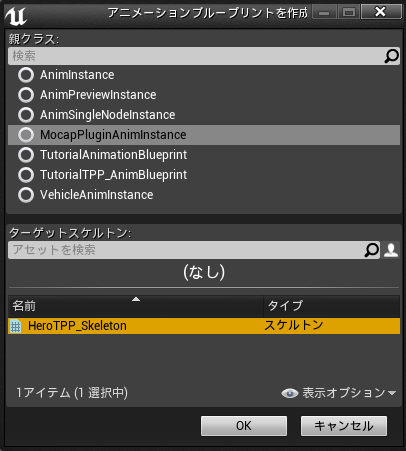 アニメーションブループリントを作成
親クラス:
検索
AnimInstance
AnimPreviewInstance
AnimSingleNodeInstance
MocapPluginAnimInstance
TutorialAnimationBlueprint
TutorialTPP_AnimBlueprint
VehicleAnimInstance
ターゲットスケルトン:
アセットを検索
(なし)
名前 タイプ
HeroTPP_Skeleton スケルトン
1アイテム (1 選択中) 表示オプション
OK キャンセル